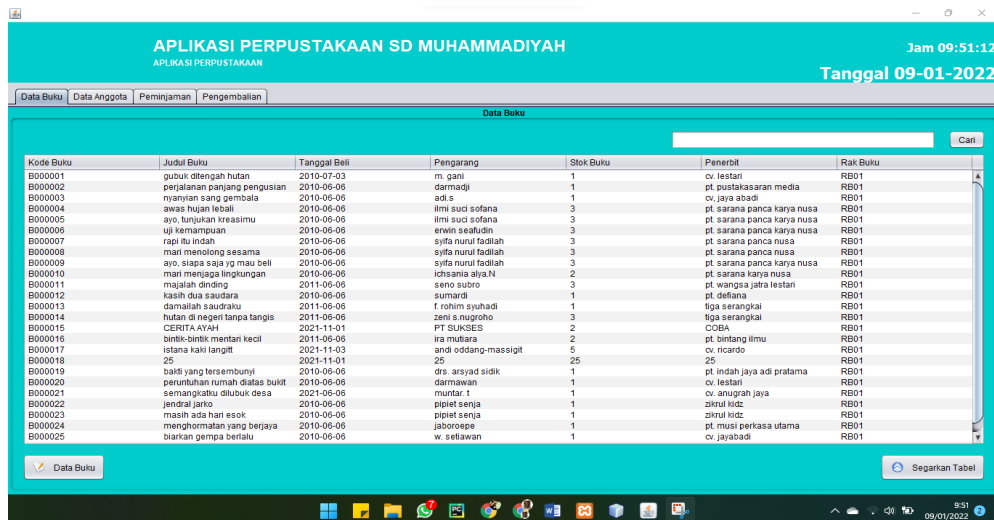 APLIKASI PERPUSTAKAAN SD MUHAMMADIYAH
APLIKASI PERPUSTAKAAN
Jam 09:51:12
Tanggal 09-01-2022
Data Buku Data Anggota Peminjaman Pengembalian
Data Buku
Cari
Kode Buku Judul Buku Tanggal Beli Pengarang Stok Buku Penerbit Rak Buku
B000001 gubuk ditengah hutan 2010-07-03 m. gani 1 cv. lestari RB01
B000002 perjalanan panjang pengusian 2010-06-06 darmadji 1 pt. pustakasaran media RB01
B000003 nyanyian sang gembala 2010-06-06 adi.s 1 cv, jaya abadi RB01
B000004 awas hujan lebali 2010-06-06 ilmi suci sofana 3 pt. sarana panca karya nusa RB01
B000005 ayo, tunjukan kreasimu 2010-06-06 ilmi suci sofana 3 pt. sarana panca karya nusa RB01
B000006 uji kemampuan 2010-06-06 erwin seafudin 3 pt. sarana panca karya nusa RB01
B000007 rapi itu indah 2010-06-06 syifa nurul fadilah 3 pt. sarana panca nusa RB01
B000008 mari menolong sesama 2010-06-06 syifa nurul fadilah 3 pt. sarana panca nusa RB01
B000009 ayo, siapa saja yg mau beli 2010-06-06 syifa nurul fadilah 3 pt. sarana panca karya nusa RB01
B000010 mari menjaga lingkungan 2010-06-06 ichsania alya.N 2 pt. sarana karya nusa RB01
B000011 majalah dinding 2011-06-06 seno subro 3 pt. wangsa jatra lestari RB01
B000012 kasih dua saudara 2010-06-06 sumardi 1 pt. defiana RB01
B000013 damailah saudraku 2011-06-06 f. rohim syuhadi 1 tiga serangkai RB01
B000014 hutan di negeri tanpa tangis 2011-06-06 zeni s.nugroho 3 tiga serangkai RB01
B000015 CERITA AYAH 2021-11-01 PT SUKSES 2 COBA RB01
B000016 bintik-bintik mentari kecil 2011-06-06 ira mutiara 2 pt. bintang ilmu RB01
B000017 istana kaki langitt 2021-11-03 andi oddang-massigit 5 cv. ricardo RB01
B000018 25 2021-11-01 25 25 25 RB01
B000019 bakti yang tersembunyi 2010-06-06 drs. arsyad sidik 1 pt. indah jaya adi pratama RB01
B000020 peruntuhan rumah diatas bukit 2010-06-06 darmawan 1 cv. lestari RB01
B000021 semangkatku dilubuk desa 2021-06-06 muntar. t 1 cv. anugrah jaya RB01
B000022 jendral jarko 2010-06-06 pipiet senja 1 zikrul kidz RB01
B000023 masih ada hari esok 2010-06-06 pipiet senja 1 zikrul kidz RB01
B000024 menghormatan yang berjaya 2010-06-06 jaboroepe 1 pt. musi perkasa utama RB01
B000025 biarkan gempa berlalu 2010-06-06 w. setiawan 1 cv. jayabadi RB01
Data Buku Segarkan Tabel
9:51
09/01/2022